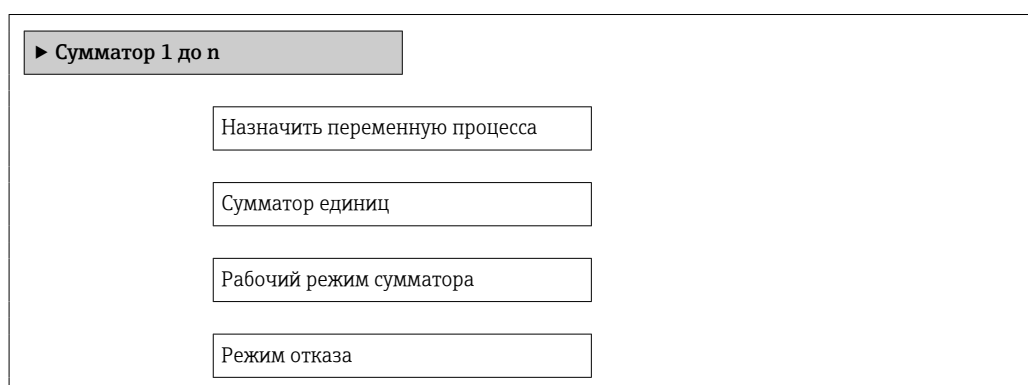 ▶ Сумматор 1 до n
Назначить переменную процесса
Сумматор единиц
Рабочий режим сумматора
Режим отказа